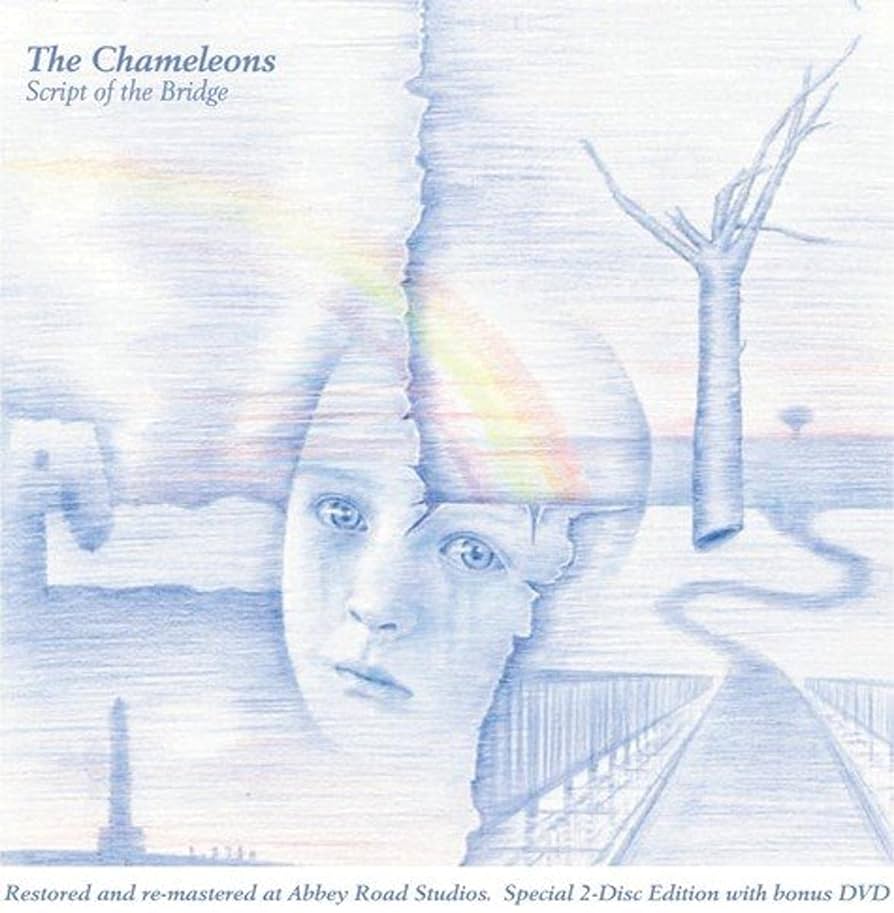 The Chameleons
Script of the Bridge
Restored and re-mastered at Abbey Road Studios. Special 2-Disc Edition with bonus DVD